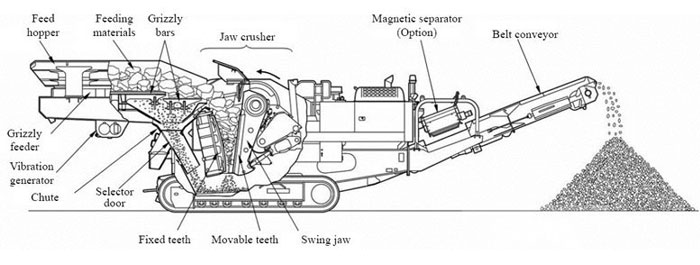 Feed
hopper
Feeding
materials
Grizzly
bars
Jaw crusher
Magnetic separator
(Option)
Belt conveyor
Grizzly
feeder
Vibration
generator
Chute
Selector
door
Fixed teeth
Movable teeth
Swing jaw